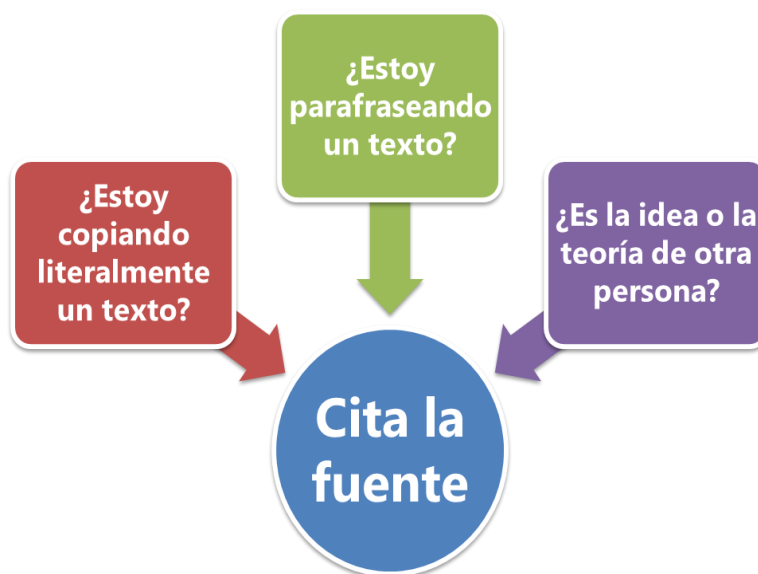 ¿Estoy
parafraseando
un texto?
¿Estoy
copiando
literalmente
un texto?
¿Es la idea o la
teoría de otra
persona?
Cita la
fuente